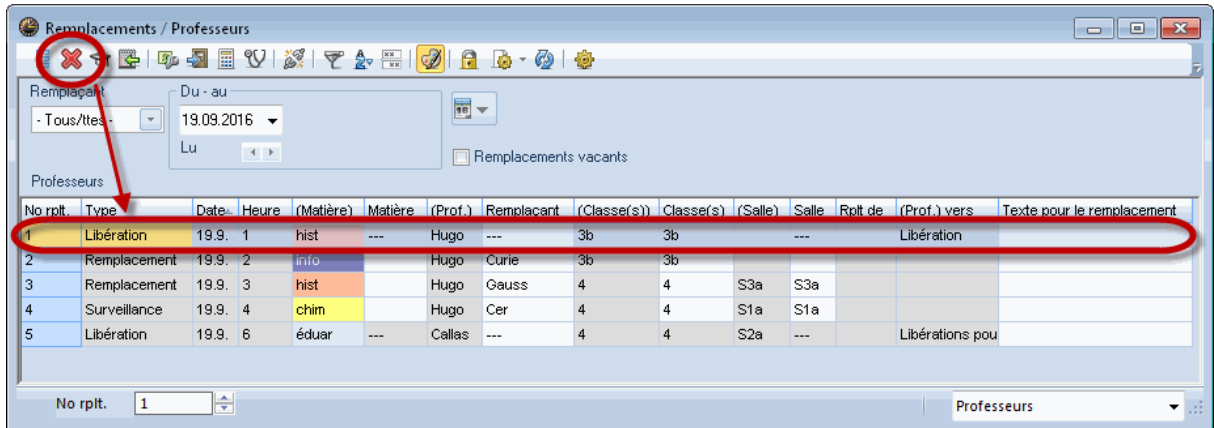 Remplacements / Professeurs
Remplaçant
Du - au
18
- Tous/ttes -
19.09.2016
Lu
Remplacements vacants
Professeurs
No rplt. Type Date Heure (Matière) Matière (Prof.) Remplaçant (Classe(s)) Classe(s) (Salle) Salle Rplt de (Prof.) vers Texte pour le remplacement
1 Libération 19.9. 1 hist --- Hugo --- 3b 3b --- Libération
2 Remplacement 19.9. 2 info Hugo Curie 3b 3b
3 Remplacement 19.9. 3 hist Hugo Gauss 4 4 S3a S3a
4 Surveillance 19.9. 4 chim Hugo Cer 4 4 S1a S1a
5 Libération 19.9. 6 éduar --- Callas --- 4 4 S2a --- Libérations pou
No rplt. 1
Professeurs